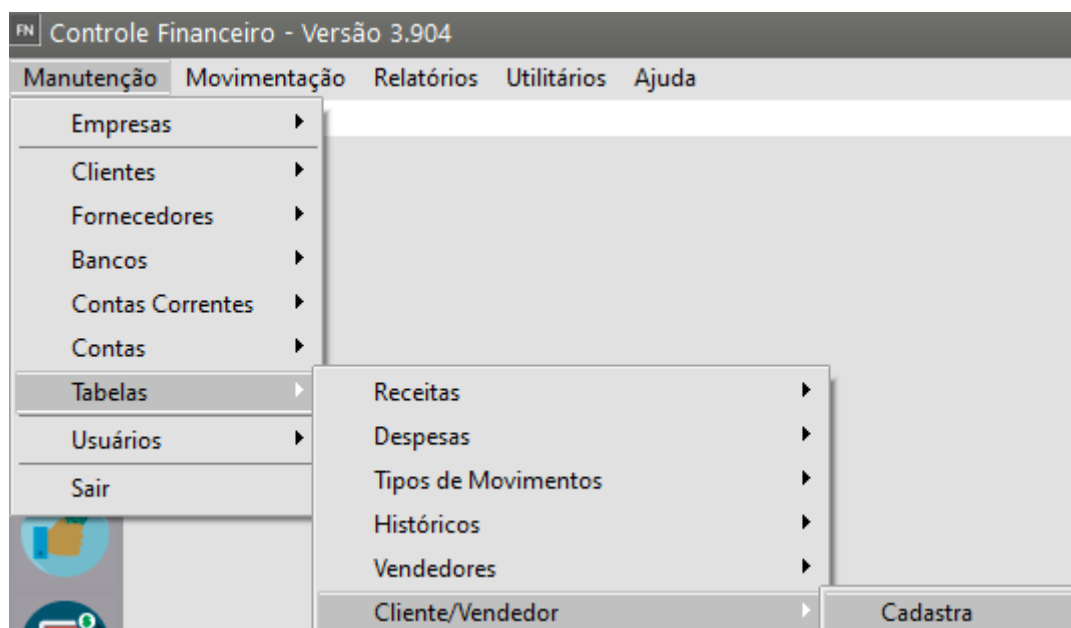 FN Controle Financeiro - Versão 3.904
Manutenção Movimentação Relatórios Utilitários Ajuda
Empresas
Clientes
Fornecedores
Bancos
Contas Correntes
Contas
Tabelas
Usuários
Sair
Receitas
Despesas
Tipos de Movimentos
Históricos
Vendedores
Cliente/Vendedor
Cadastra